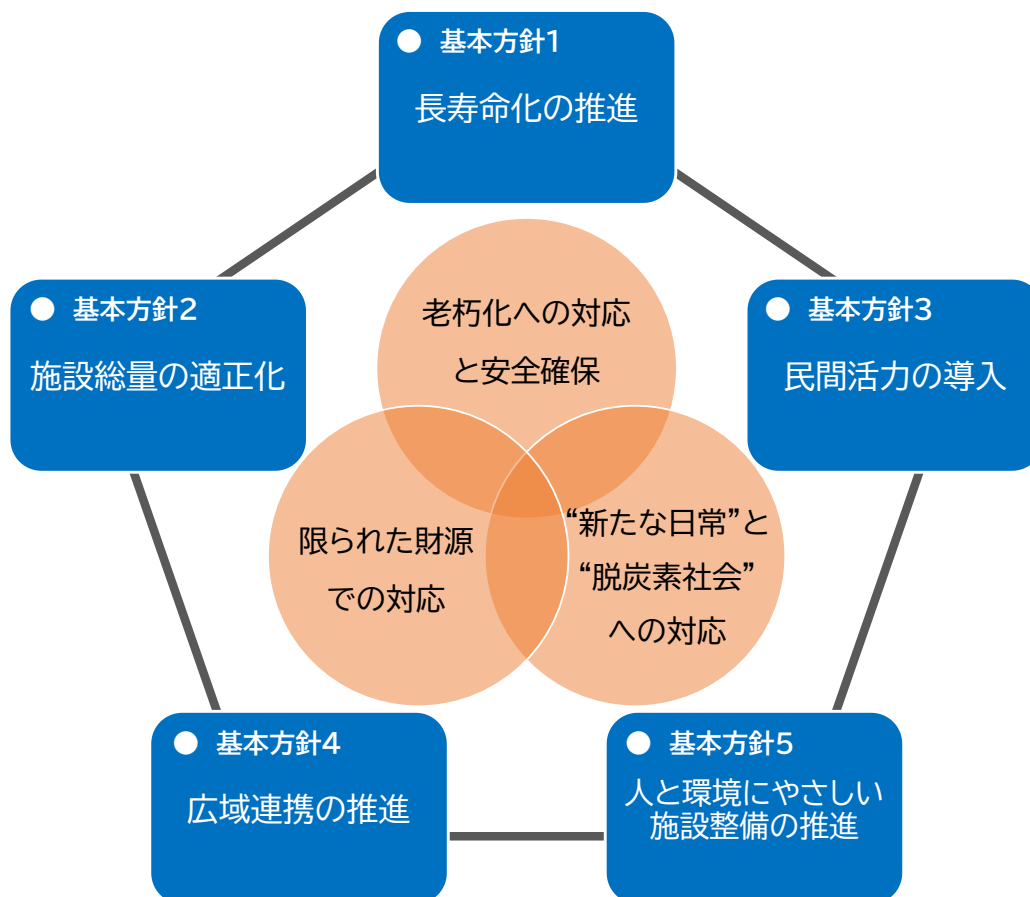 基本方針1
長寿命化の推進
基本方針2
施設総量の適正化
基本方針3
民間活力の導入
老朽化への対応
と安全確保
限られた財源
での対応
“新たな日常”と
“脱炭素社会”
への対応
基本方針4
広域連携の推進
基本方針5
人と環境にやさしい
施設整備の推進